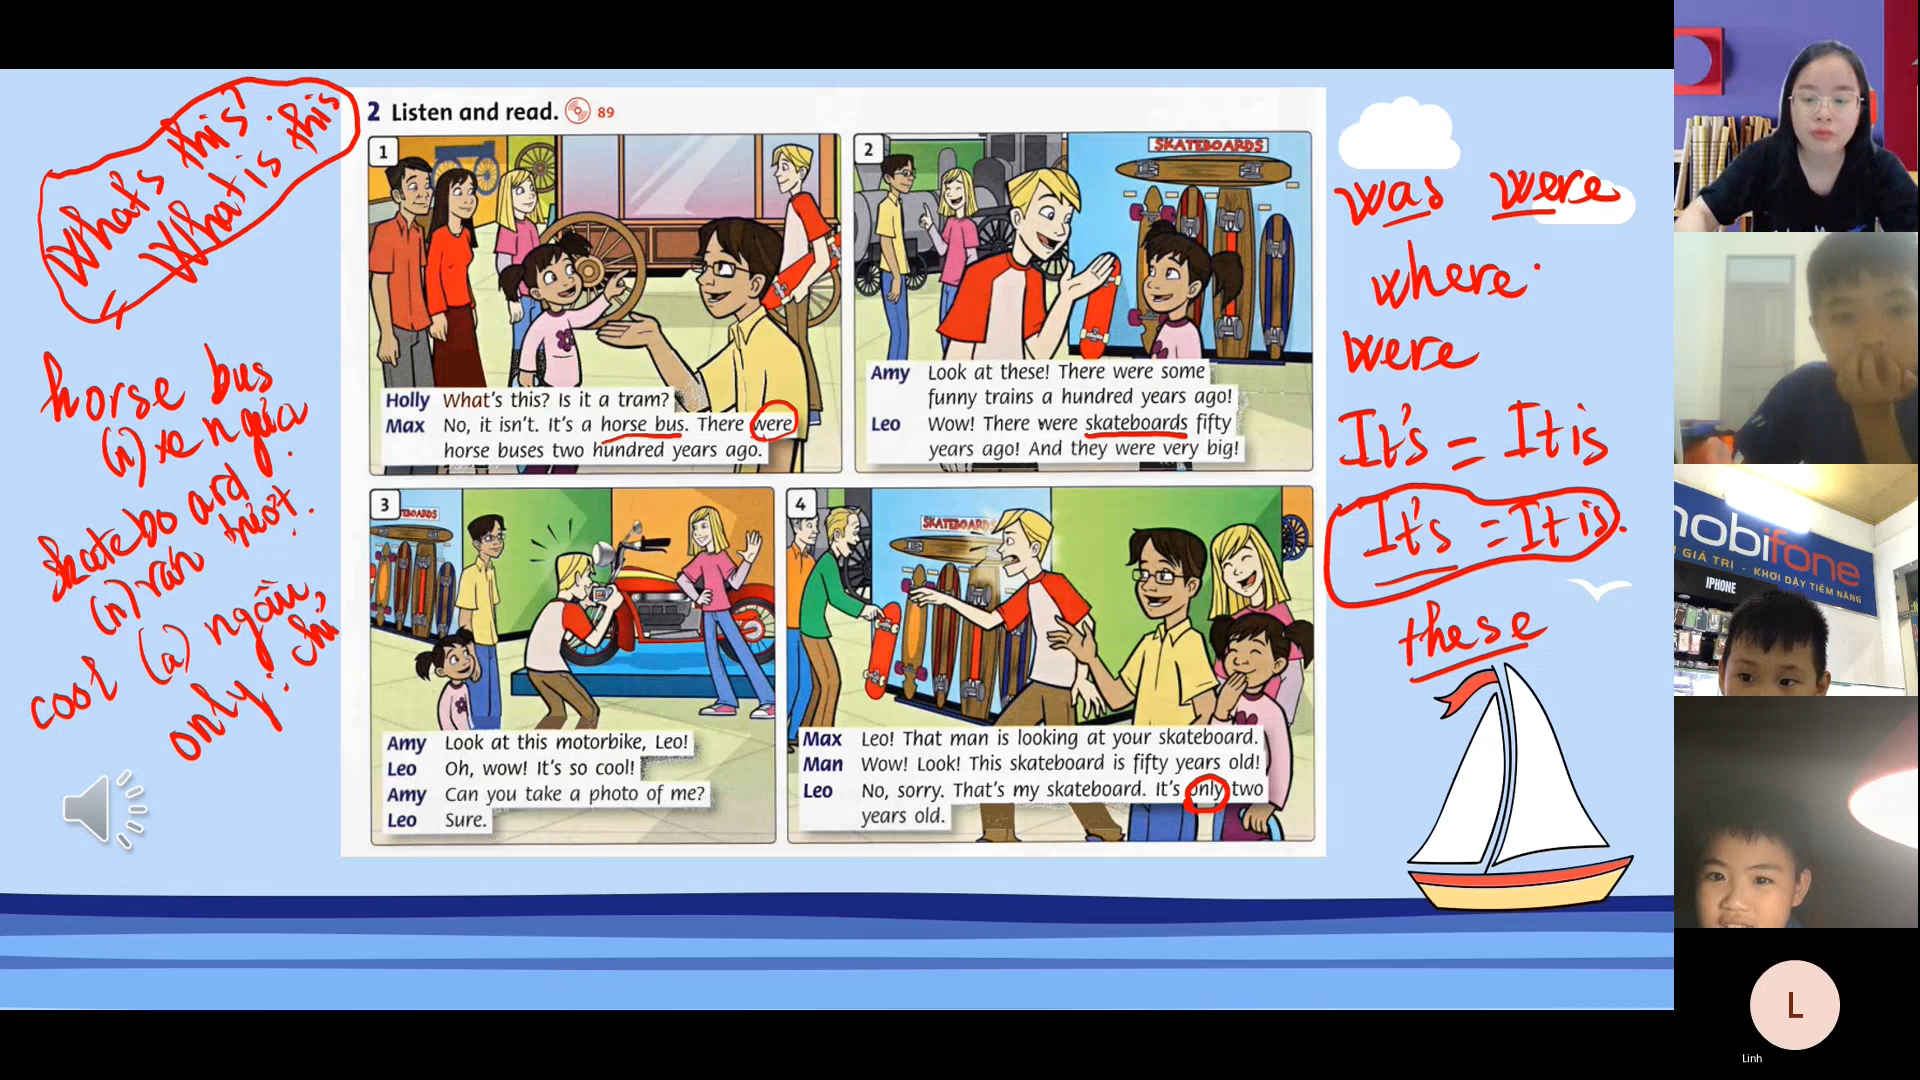 What's this?
What is this
horse bus
(n) xe ngựa
skateboard
(n) ván trượt.
cool (a) ngầu,
only: chỉ
2 Listen and read. 89
1
Holly What's this? Is it a tram?
Max No, it isn't. It's a horse bus. There were
horse buses two hundred years ago.
2
SKATEBOARDS
Amy Look at these! There were some
funny trains a hundred years ago!
Leo Wow! There were skateboards fifty
years ago! And they were very big!
3
Amy Look at this motorbike, Leo!
Leo Oh, wow! It's so cool!
Amy Can you take a photo of me?
Leo Sure.
4
SKATEBOARDS
Max Leo! That man is looking at your skateboard.
Man Wow! Look! This skateboard is fifty years old!
Leo No, sorry. That's my skateboard. It's only two
years old.
was were
where
were
It's = It is
It's = It is.
these
mobifone
GIÁ TRỊ - KHƠI DẬY TIỀM NĂNG
IPHONE
L
Linh